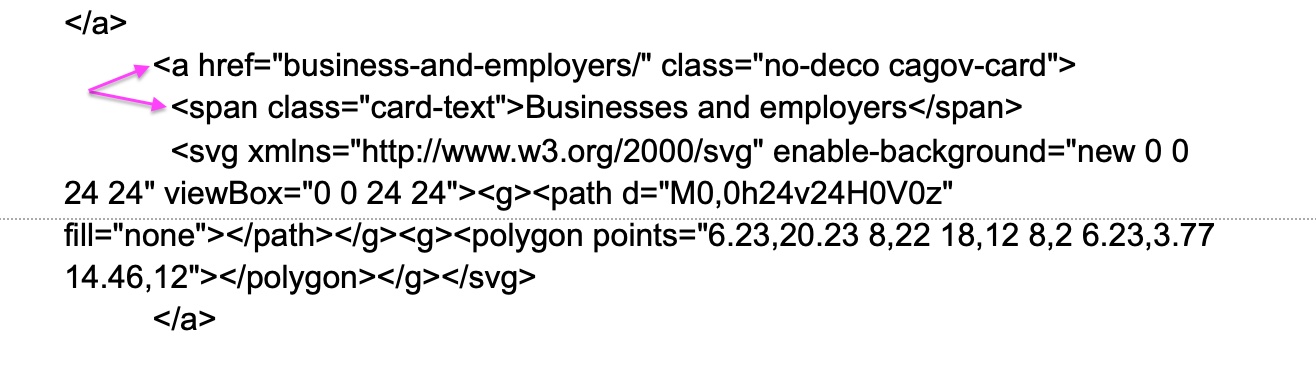 </a>
<a href="business-and-employers/" class="no-deco cagov-card">
<span class="card-text">Businesses and employers</span>
<svg xmlns="http://www.w3.org/2000/svg" enable-background="new 0 0
24 24" viewBox="0 0 24 24"><g><path d="M0,0h24v24H0V0z"
fill="none"></path></g><g><polygon points="6.23,20.23 8,22 18,12 8,2 6.23,3.77
14.46,12"></polygon></g></svg>
</a>